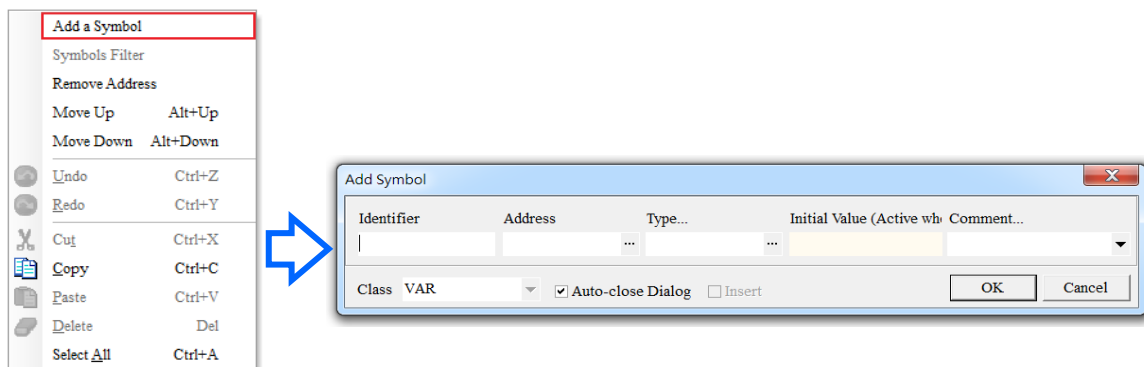 Add a Symbol
Symbols Filter
Remove Address
Move Up Alt+Up
Move Down Alt+Down
Undo Ctrl+Z
Redo Ctrl+Y
Cut Ctrl+X
Copy Ctrl+C
Paste Ctrl+V
Delete Del
Select All Ctrl+A
Add Symbol
Identifier Address Type... Initial Value (Active whe Comment...
... ...
Class VAR Auto-close Dialog Insert OK Cancel